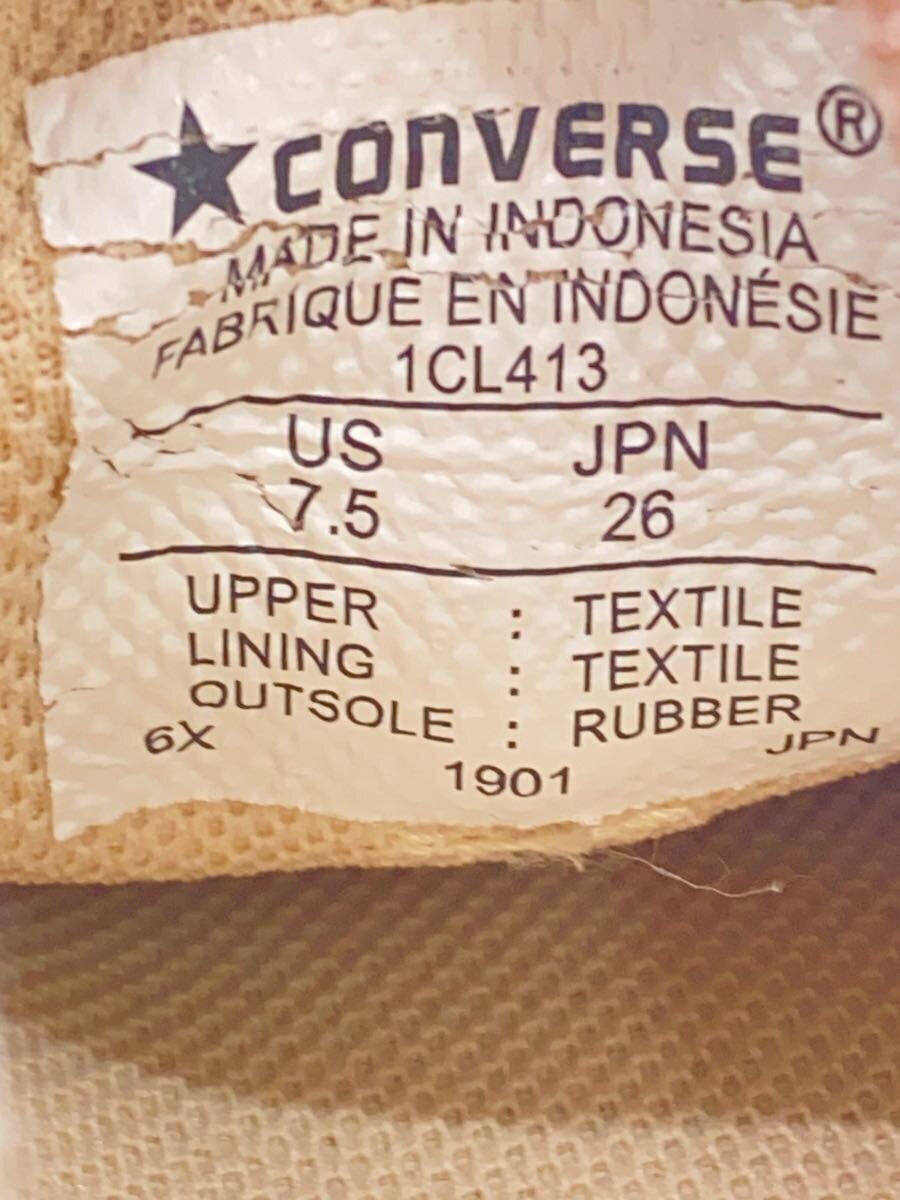 ★CONVERSE®
MADE IN INDONESIA
FABRIQUE EN INDONÉSIE
1CL413
US JPN
7.5 26
UPPER : TEXTILE
LINING : TEXTILE
OUTSOLE : RUBBER
6X JPN
1901